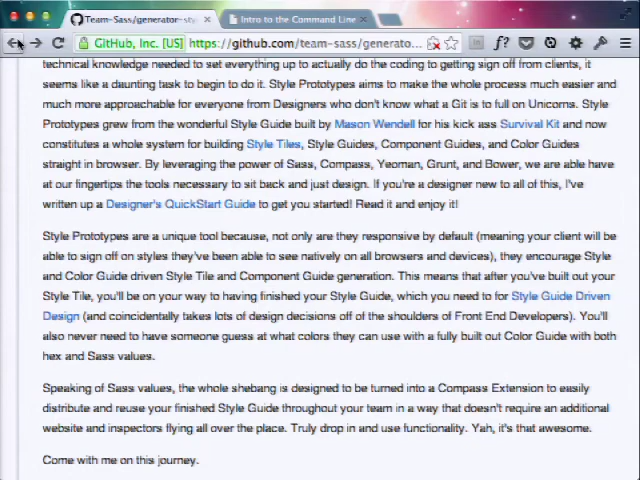 Team-Sass/generator-sty
Intro to the Command Line
GitHub, Inc. [US] https://github.com/team-sass/generato...
technical knowledge needed to set everything up to actually do the coding to getting sign off from clients, it
seems like a daunting task to begin to do it. Style Prototypes aims to make the whole process much easier and
much more approachable for everyone from Designers who don't know what a Git is to full on Unicorns. Style
Prototypes grew from the wonderful Style Guide built by Mason Wendell for his kick ass Survival Kit and now
constitutes a whole system for building Style Tiles, Style Guides, Component Guides, and Color Guides
straight in browser. By leveraging the power of Sass, Compass, Yeoman, Grunt, and Bower, we are able have
at our fingertips the tools necessary to sit back and just design. If you're a designer new to all of this, I've
written up a Designer's QuickStart Guide to get you started! Read it and enjoy it!
Style Prototypes are a unique tool because, not only are they responsive by default (meaning your client will be
able to sign off on styles they've been able to see natively on all browsers and devices), they encourage Style
and Color Guide driven Style Tile and Component Guide generation. This means that after you've built out your
Style Tile, you'll be on your way to having finished your Style Guide, which you need to for Style Guide Driven
Design (and coincidentally takes lots of design decisions off of the shoulders of Front End Developers). You'll
also never need to have someone guess at what colors they can use with a fully built out Color Guide with both
hex and Sass values.
Speaking of Sass values, the whole shebang is designed to be turned into a Compass Extension to easily
distribute and reuse your finished Style Guide throughout your team in a way that doesn't require an additional
website and inspectors flying all over the place. Truly drop in and use functionality. Yah, it's that awesome.
Come with me on this journey.